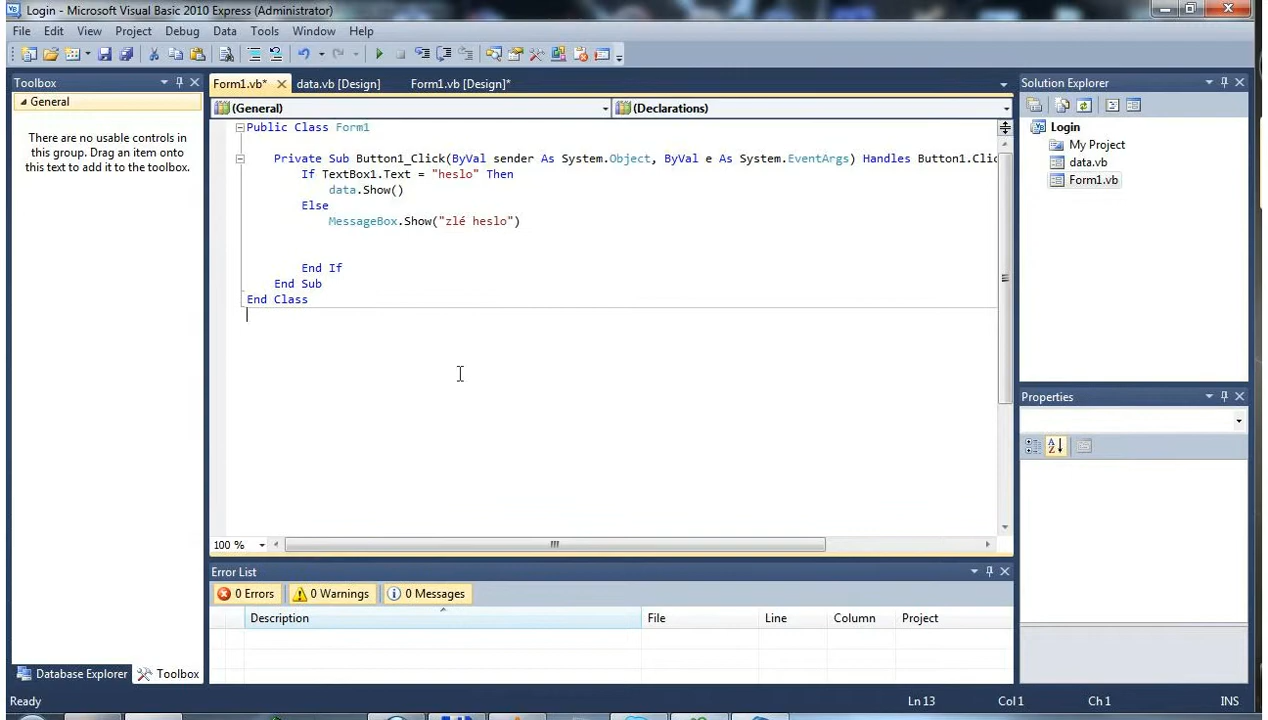 Login - Microsoft Visual Basic 2010 Express (Administrator)
File Edit View Project Debug Data Tools Window Help
Toolbox
General
There are no usable controls in
this group. Drag an item onto
this text to add it to the toolbox.
Database Explorer Toolbox
Form1.vb* data.vb [Design] Form1.vb [Design]*
(General) (Declarations)
Public Class Form1
Private Sub Button1_Click(ByVal sender As System.Object, ByVal e As System.EventArgs) Handles Button1.Clic
If TextBox1.Text = "heslo" Then
data.Show()
Else
MessageBox.Show("zlé heslo")
End If
End Sub
End Class
100 %
Error List
0 Errors 0 Warnings 0 Messages
Description File Line Column Project
Solution Explorer
Login
My Project
data.vb
Form1.vb
Properties
Ready Ln 13 Col 1 Ch 1 INS